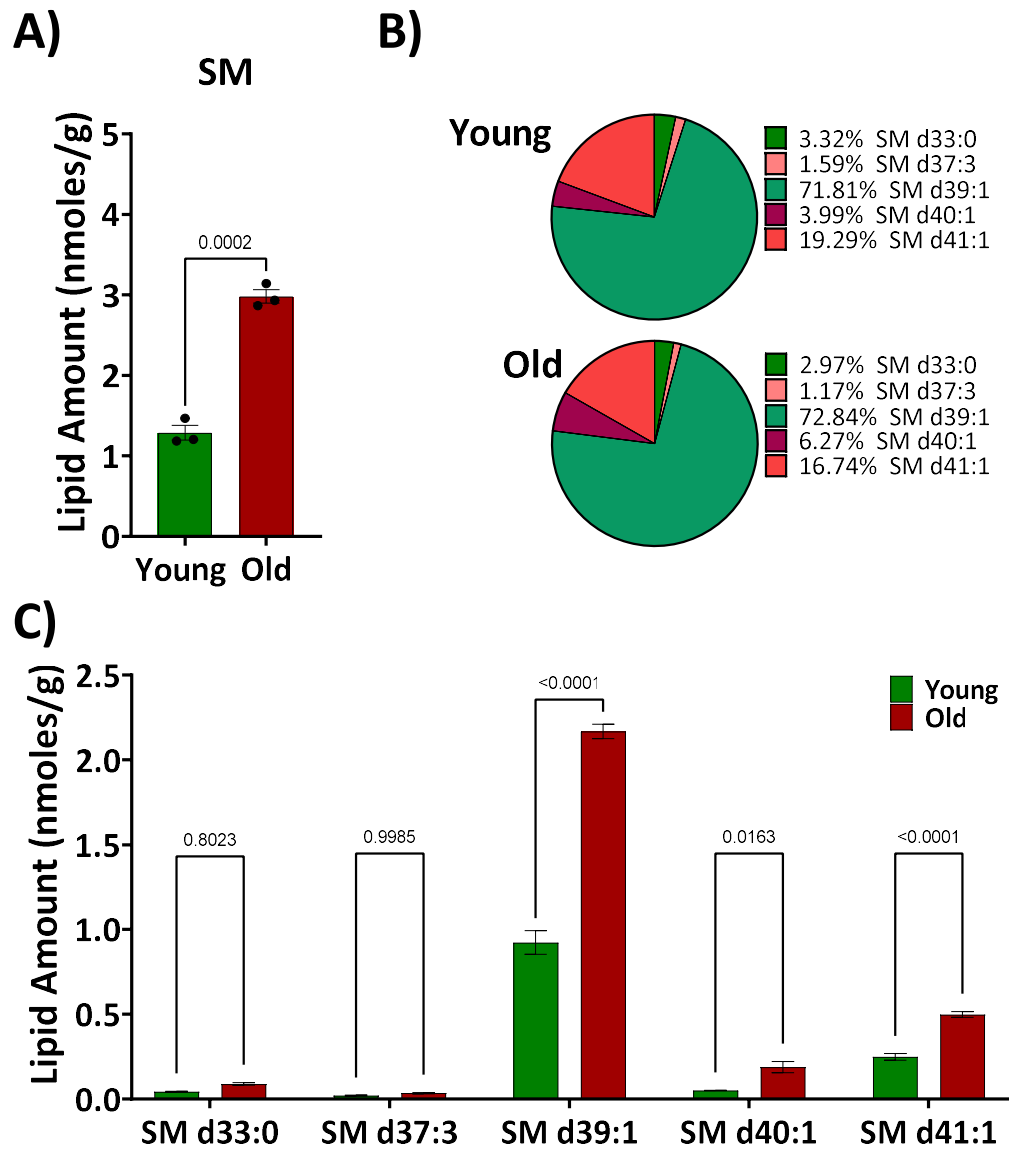 A)
SM
Lipid Amount (nmoles/g)
5
4
3
2
1
0
0.0002
Young Old
B)
Young
3.32% SM d33:0
1.59% SM d37:3
71.81% SM d39:1
3.99% SM d40:1
19.29% SM d41:1
Old
2.97% SM d33:0
1.17% SM d37:3
72.84% SM d39:1
6.27% SM d40:1
16.74% SM d41:1
C)
Lipid Amount (nmoles/g)
2.5
2.0
1.5
1.0
0.5
0.0
0.8023
0.9985
<0.0001
0.0163
<0.0001
Young
Old
SM d33:0 SM d37:3 SM d39:1 SM d40:1 SM d41:1